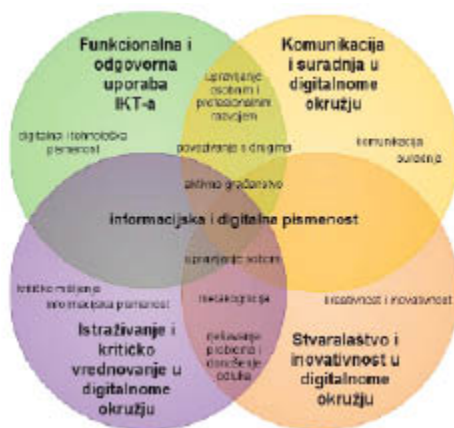 Funkcionalna i
odgovorna
uporaba
IKT-a
digitalna i tehnološka
pismenost
upravljanje
osobnim i
profesionalnim
razvojem
povezivanje s drugima
aktivno građanstvo
Komunikacija
i suradnja u
digitalnome
okružju
komunikacija
suradnja
informacijska i digitalna pismenost
upravljanje sobom
metakognicija
rješavanje
problema i
donošenje
odluka
kritičko mišljenje
informacijska pismenost
Istraživanje i
kritičko
vrednovanje u
digitalnome
okružju
kreativnost i inovativnost
Stvaralaštvo i
inovativnost u
digitalnome
okružju